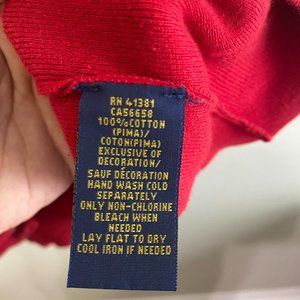 RN 41381
CA56658
100%COTTON
(PIMA)/
COTON(PIMA)
EXCLUSIVE OF
DECORATION/
SAUF DÉCORATION
HAND WASH COLD
SEPARATELY
ONLY NON-CHLORINE
BLEACH WHEN
NEEDED
LAY FLAT TO DRY
COOL IRON IF NEEDED